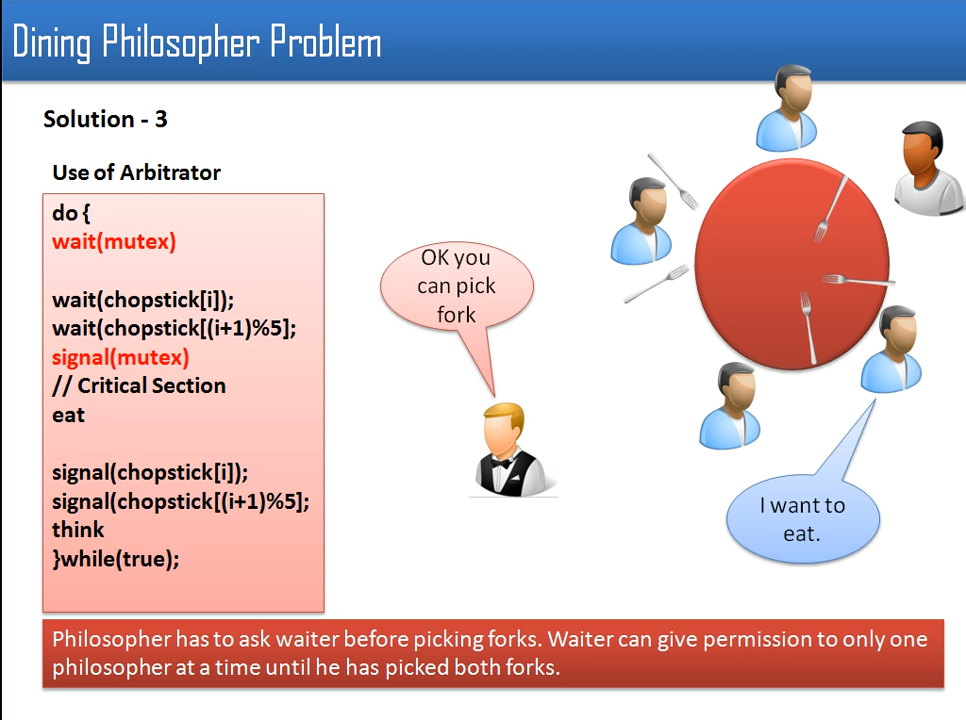 Dining Philosopher Problem
Solution - 3
Use of Arbitrator
do {
wait(mutex)
wait(chopstick[i]);
wait(chopstick[(i+1)%5];
signal(mutex)
// Critical Section
eat
signal(chopstick[i]);
signal(chopstick[(i+1)%5];
think
}while(true);
OK you
can pick
fork
I want to
eat.
Philosopher has to ask waiter before picking forks. Waiter can give permission to only one
philosopher at a time until he has picked both forks.